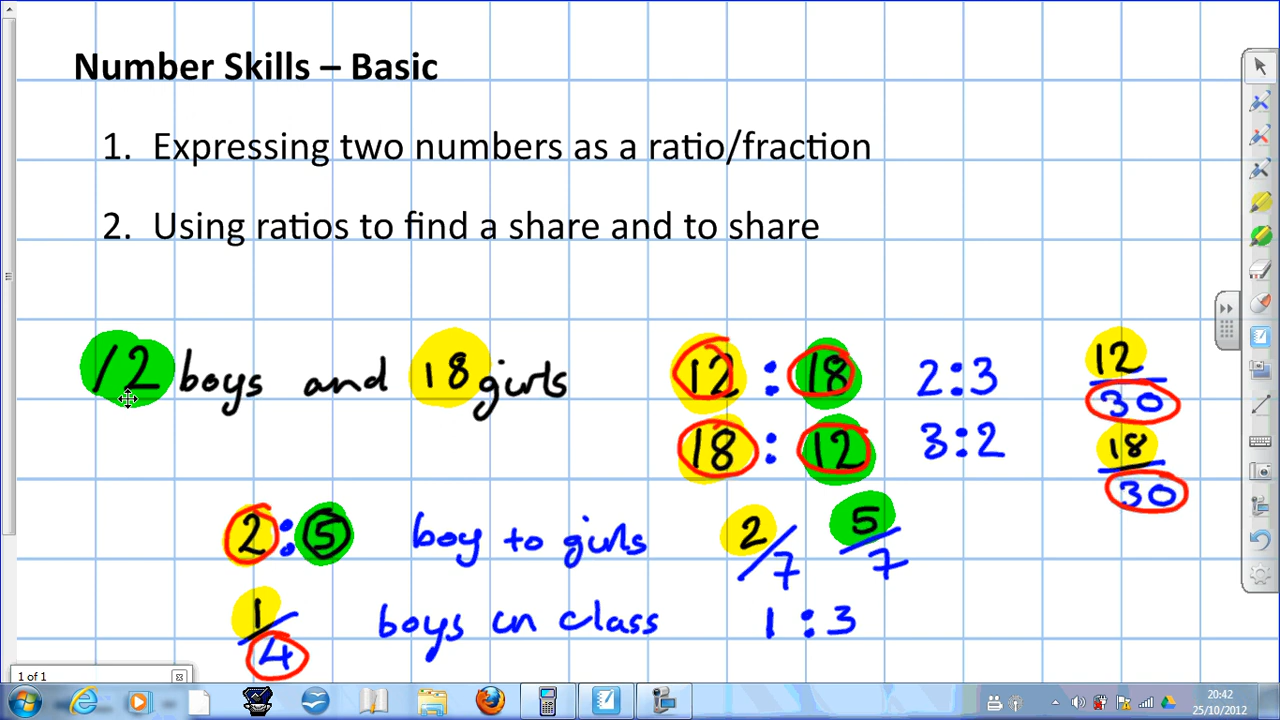 Number Skills – Basic
1. Expressing two numbers as a ratio/fraction
2. Using ratios to find a share and to share
12 boys and 18 girls
12 : 18 2:3 12/30
18 : 12 3:2 18/30
2:5 boy to girls 2/7 5/7
1/4 boys in class 1:3
1 of 1
20:42
25/10/2012